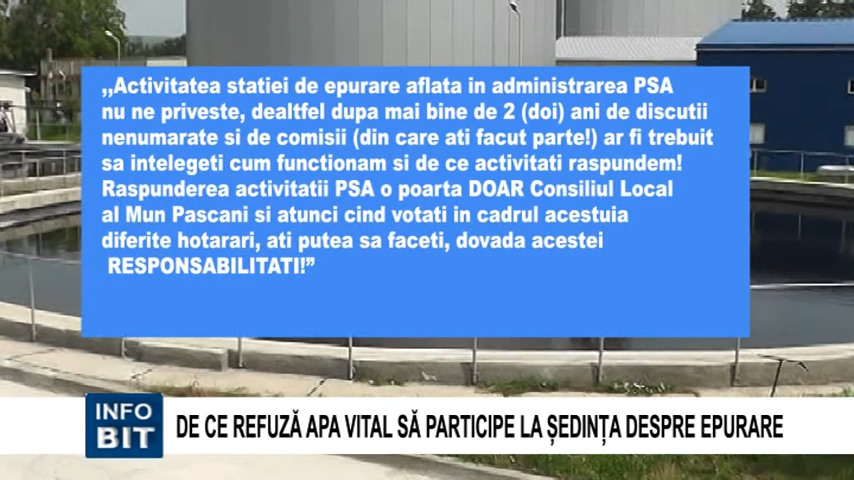 ,,Activitatea statiei de epurare aflata in administrarea PSA
nu ne priveste, dealtfel dupa mai bine de 2 (doi) ani de discutii
nenumarate si de comisii (din care ati facut parte!) ar fi trebuit
sa intelegeti cum functionam si de ce activitati raspundem!
Raspunderea activitatii PSA o poarta DOAR Consiliul Local
al Mun Pascani si atunci cind votati in cadrul acestuia
diferite hotarari, ati putea sa faceti, dovada acestei
RESPONSABILITATI!”
INFO
BIT
DE CE REFUZĂ APA VITAL SĂ PARTICIPE LA ȘEDINȚA DESPRE EPURARE